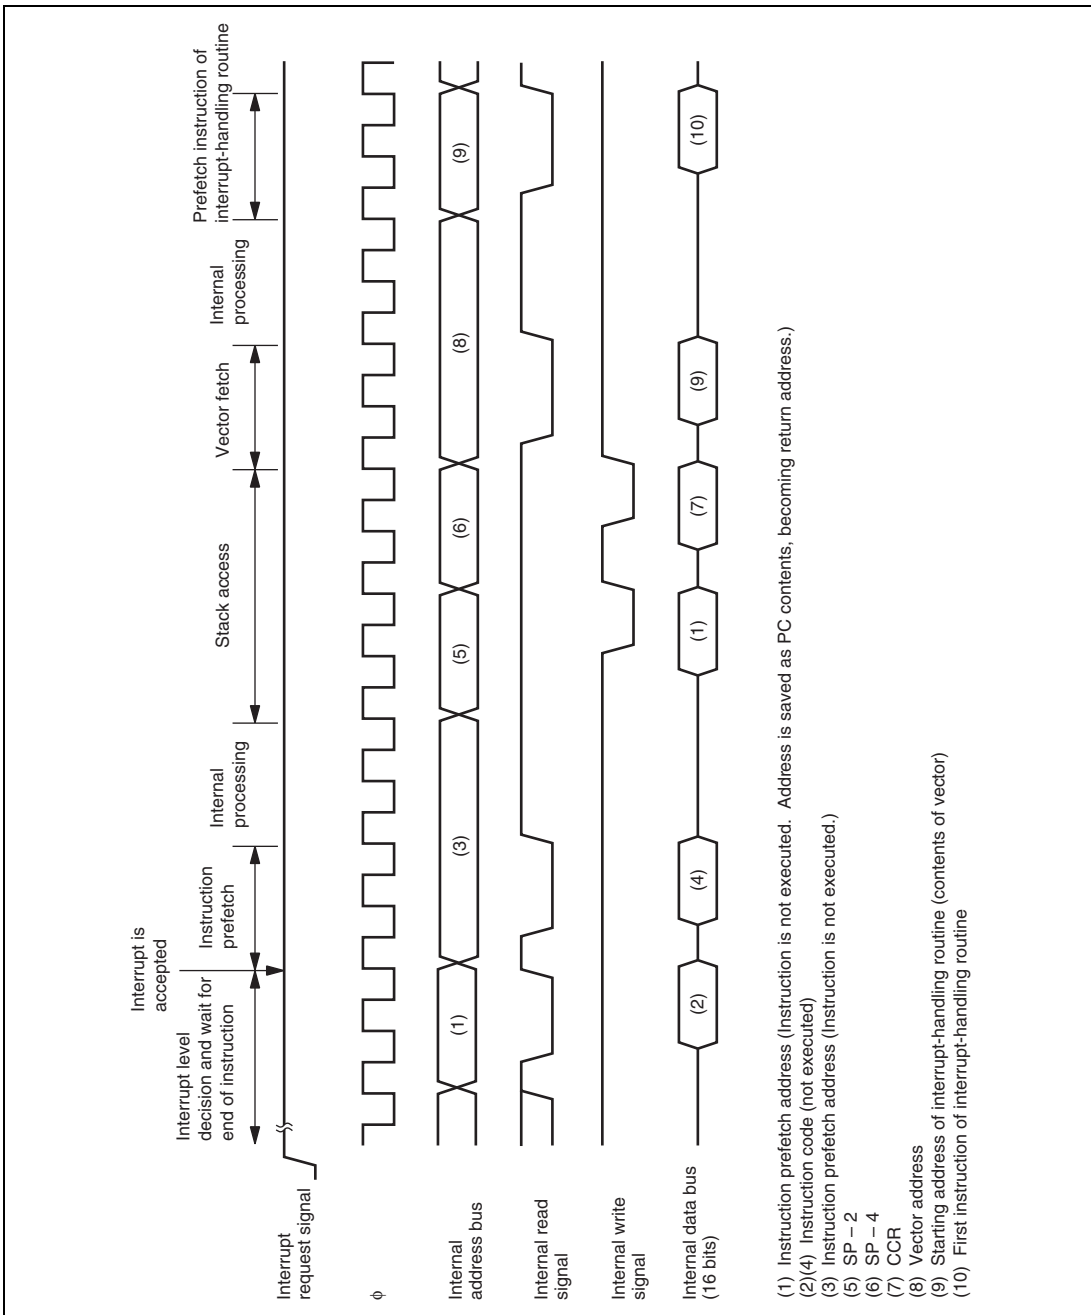 Interrupt is
accepted
Interrupt level
decision and wait for
end of instruction
Instruction
prefetch
Internal
processing
Stack access
Vector fetch
Internal
processing
Prefetch instruction of
interrupt-handling routine
Interrupt
request signal
φ
Internal
address bus
(1)
(3)
(5)
(6)
(8)
(9)
Internal read
signal
Internal write
signal
Internal data bus
(16 bits)
(2)
(4)
(1)
(7)
(9)
(10)
(1) Instruction prefetch address (Instruction is not executed. Address is saved as PC contents, becoming return address.)
(2)(4) Instruction code (not executed)
(3) Instruction prefetch address (Instruction is not executed.)
(5) SP – 2
(6) SP – 4
(7) CCR
(8) Vector address
(9) Starting address of interrupt-handling routine (contents of vector)
(10) First instruction of interrupt-handling routine